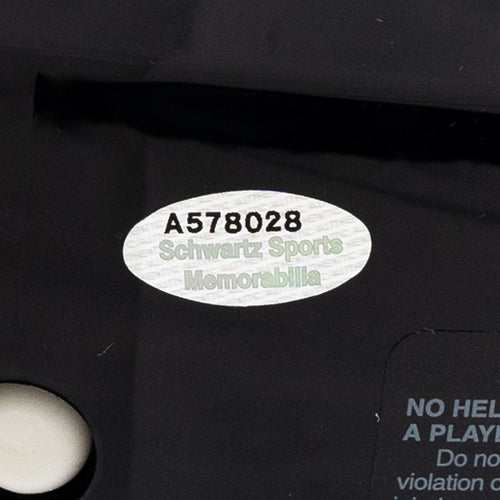 A578028
Schwartz Sports
Memorabilia
NO HEL
A PLAYE
Do no
violation o